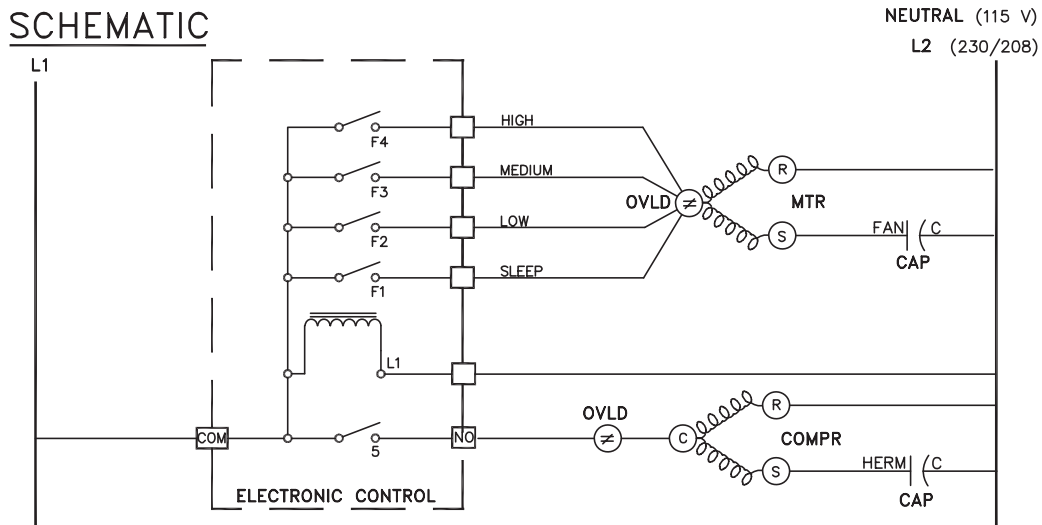 SCHEMATIC
NEUTRAL (115 V)
L2 (230/208)
L1
HIGH
F4
MEDIUM
F3
R
OVLD
≠
MTR
LOW
F2
S
FAN
C
CAP
SLEEP
F1
L1
R
OVLD
COM
5
NO
≠
C
COMPR
S
HERM
C
CAP
ELECTRONIC CONTROL